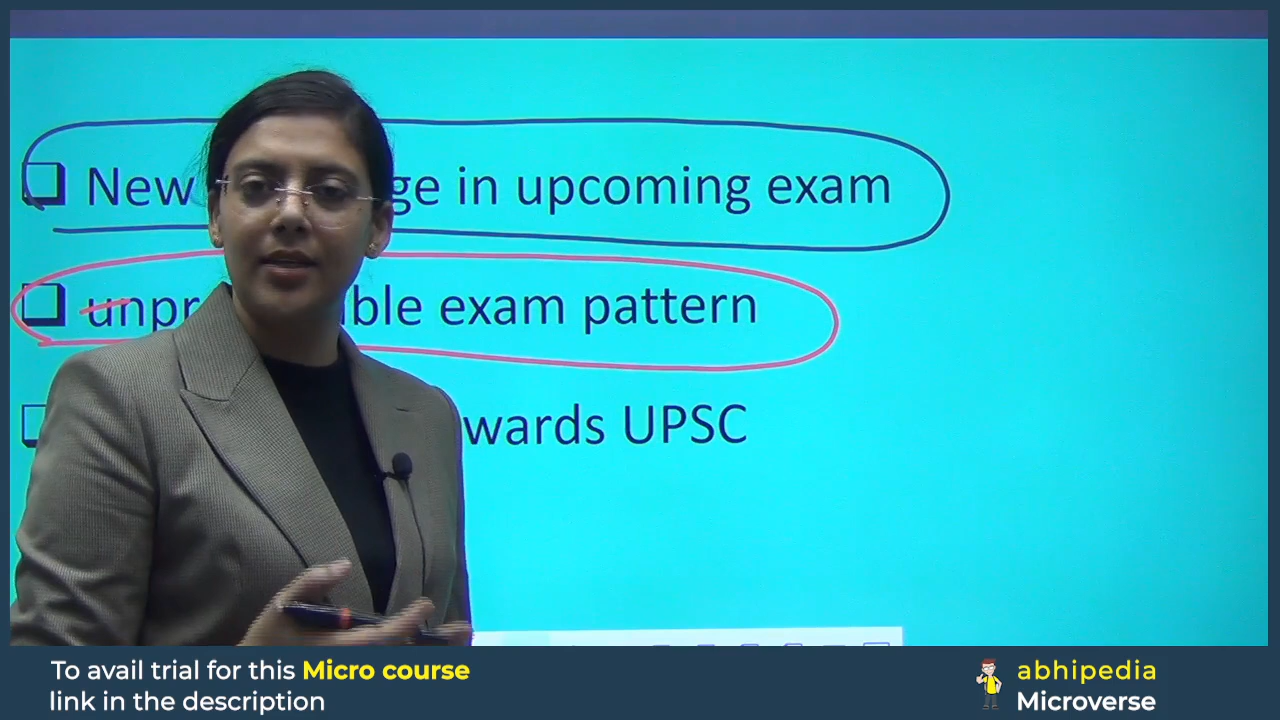 New ge in upcoming exam
unpr ble exam pattern
wards UPSC
To avail trial for this Micro course
link in the description
abhipedia
Microverse